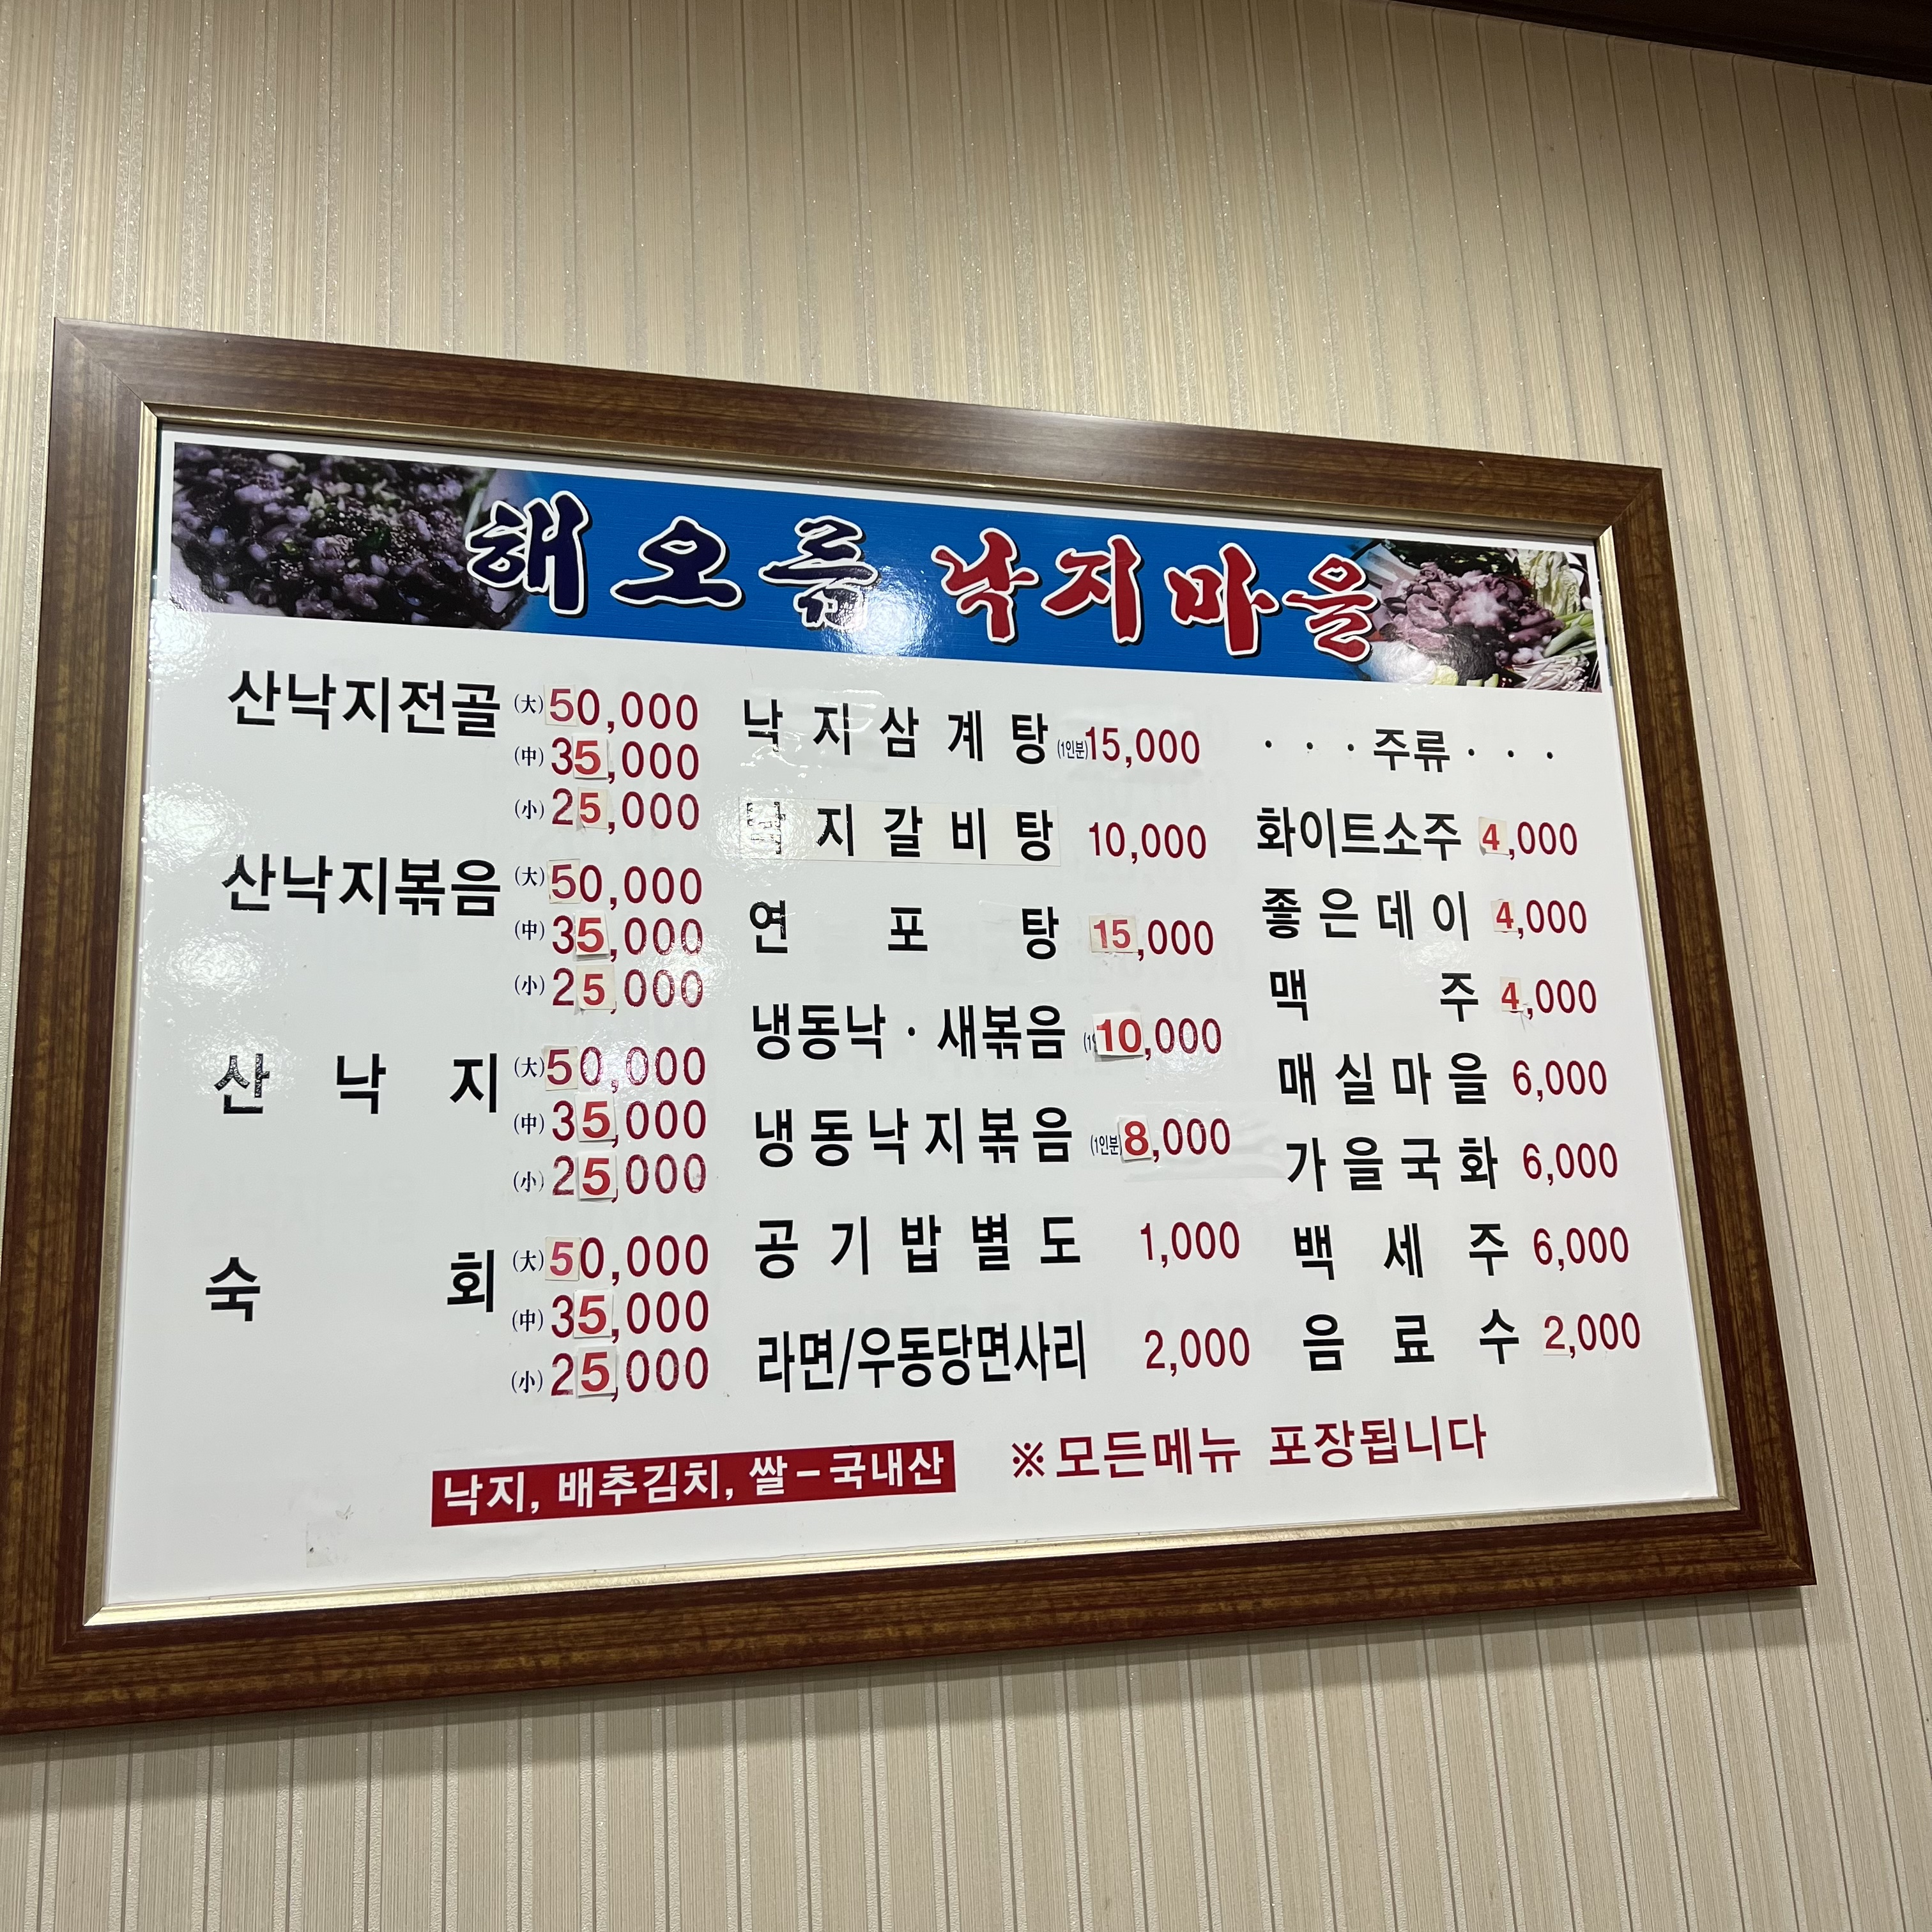 해오름 낙지마을
산낙지전골 (大) 50,000
(中) 35,000
(小) 25,000
산낙지볶음 (大) 50,000
(中) 35,000
(小) 25,000
산낙지 (大) 50,000
(中) 35,000
(小) 25,000
숙회 (大) 50,000
(中) 35,000
(小) 25,000
낙지삼계탕 (1인분) 15,000
낙지갈비탕 10,000
연포탕 15,000
냉동낙·새볶음 10,000
냉동낙지볶음 (1인분) 8,000
공기밥별도 1,000
라면/우동당면사리 2,000
···주류···
화이트소주 4,000
좋은데이 4,000
맥주 4,000
매실마을 6,000
가을국화 6,000
백세주 6,000
음료수 2,000
낙지, 배추김치, 쌀-국내산
※모든메뉴 포장됩니다